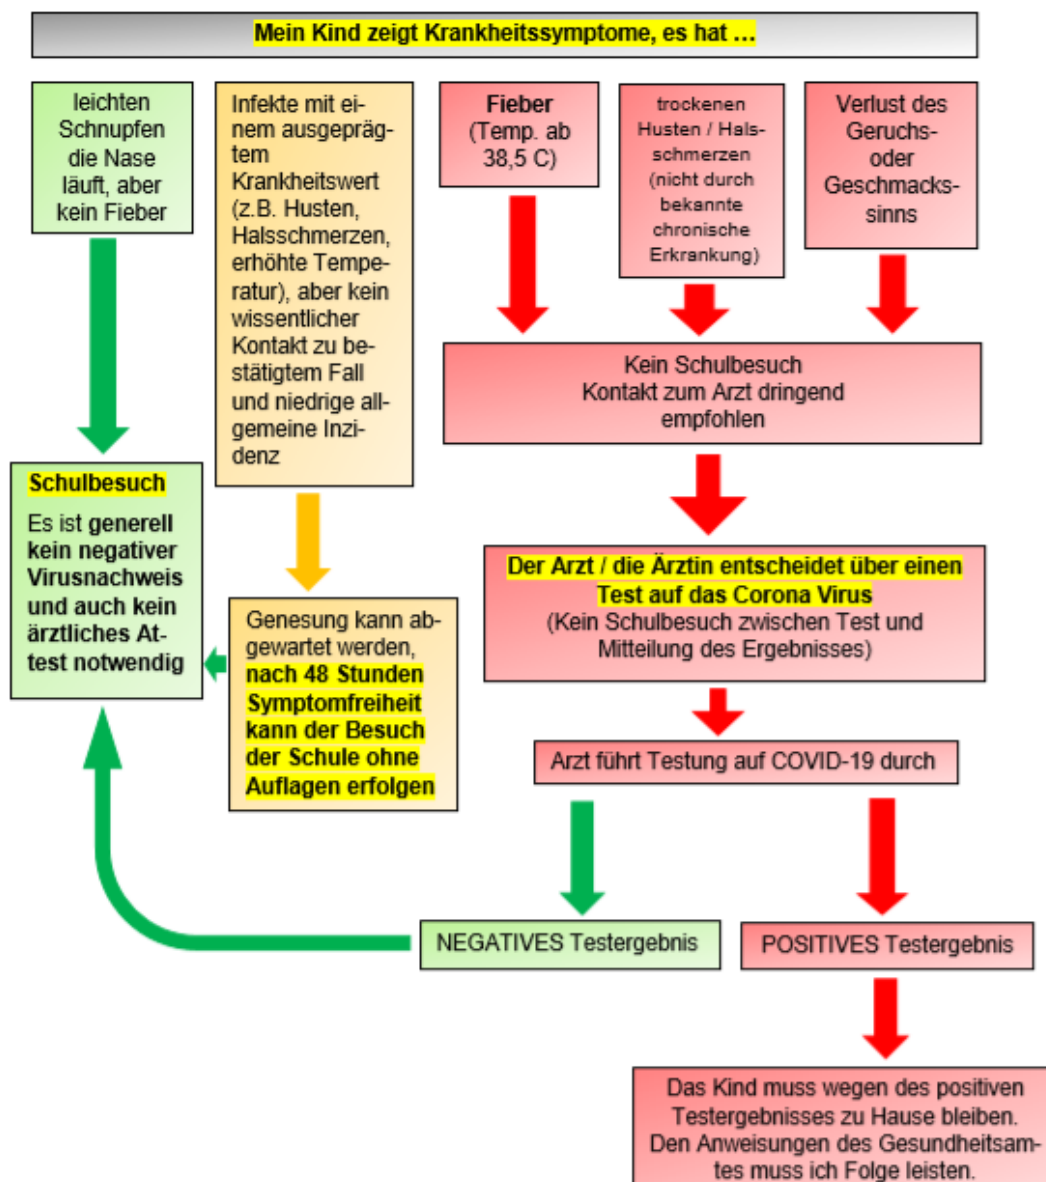 Mein Kind zeigt Krankheitssymptome, es hat …
leichten
Schnupfen
die Nase
läuft, aber
kein Fieber
Infekte mit ei-
nem ausgepräg-
tem
Krankheitswert
(z.B. Husten,
Halsschmerzen,
erhöhte Tempe-
ratur), aber kein
wissentlicher
Kontakt zu be-
stätigtem Fall
und niedrige all-
gemeine Inzi-
denz
Fieber
(Temp. ab
38,5 C)
trockenen
Husten / Hals-
schmerzen
(nicht durch
bekannte
chronische
Erkrankung)
Verlust des
Geruchs-
oder
Geschmacks-
sinns
Kein Schulbesuch
Kontakt zum Arzt dringend
empfohlen
Schulbesuch
Es ist generell
kein negativer
Virusnachweis
und auch kein
ärztliches At-
test notwendig
Genesung kann ab-
gewartet werden,
nach 48 Stunden
Symptomfreiheit
kann der Besuch
der Schule ohne
Auflagen erfolgen
Der Arzt / die Ärztin entscheidet über einen
Test auf das Corona Virus
(Kein Schulbesuch zwischen Test und
Mitteilung des Ergebnisses)
Arzt führt Testung auf COVID-19 durch
NEGATIVES Testergebnis
POSITIVES Testergebnis
Das Kind muss wegen des positiven
Testergebnisses zu Hause bleiben.
Den Anweisungen des Gesundheitsam-
tes muss ich Folge leisten.